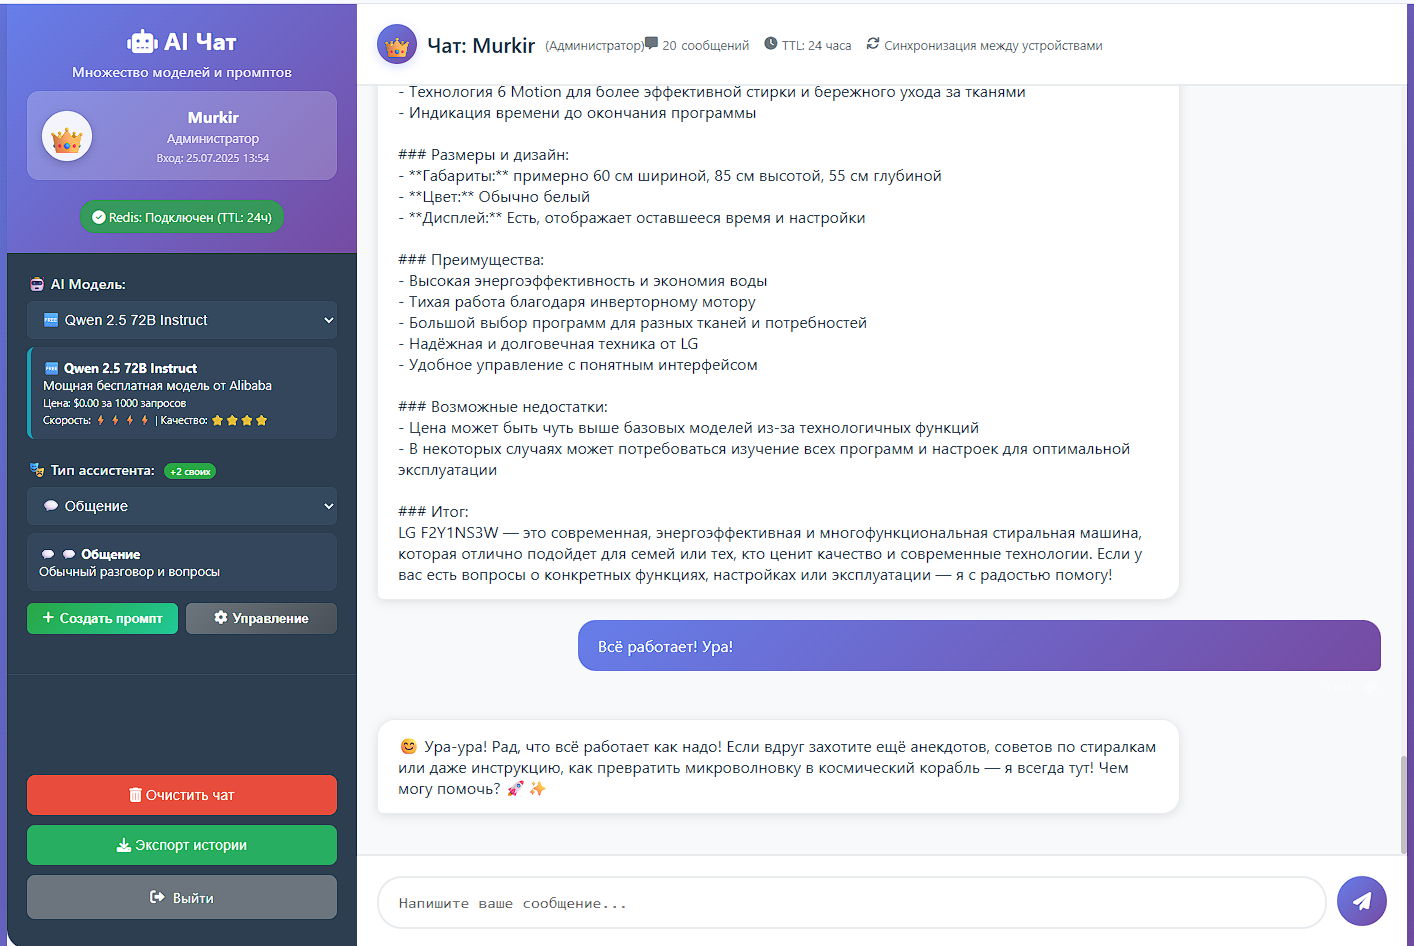 AI Чат
Множество моделей и промптов
Murkir
Администратор
Вход: 25.07.2025 13:54
Redis: Подключен (TTL: 24ч)
AI Модель:
FREE Qwen 2.5 72B Instruct
FREE Qwen 2.5 72B Instruct
Мощная бесплатная модель от Alibaba
Цена: $0.00 за 1000 запросов
Скорость: | Качество:
Тип ассистента: +2 своих
Общение
Общение
Обычный разговор и вопросы
Создать промпт Управление
Очистить чат
Экспорт истории
Выйти
Чат: Murkir (Администратор) 20 сообщений TTL: 24 часа Синхронизация между устройствами
- Технология 6 Motion для более эффективной стирки и бережного ухода за тканями
- Индикация времени до окончания программы
### Размеры и дизайн:
- **Габариты:** примерно 60 см шириной, 85 см высотой, 55 см глубиной
- **Цвет:** Обычно белый
- **Дисплей:** Есть, отображает оставшееся время и настройки
### Преимущества:
- Высокая энергоэффективность и экономия воды
- Тихая работа благодаря инверторному мотору
- Большой выбор программ для разных тканей и потребностей
- Надёжная и долговечная техника от LG
- Удобное управление с понятным интерфейсом
### Возможные недостатки:
- Цена может быть чуть выше базовых моделей из-за технологичных функций
- В некоторых случаях может потребоваться изучение всех программ и настроек для оптимальной
эксплуатации
### Итог:
LG F2Y1NS3W — это современная, энергоэффективная и многофункциональная стиральная машина,
которая отлично подойдет для семей или тех, кто ценит качество и современные технологии. Если у
вас есть вопросы о конкретных функциях, настройках или эксплуатации — я с радостью помогу!
Всё работает! Ура!
😊 Ура-ура! Рад, что всё работает как надо! Если вдруг захотите ещё анекдотов, советов по стиралкам
или даже инструкцию, как превратить микроволновку в космический корабль — я всегда тут! Чем
могу помочь? 🚀 ✨
Напишите ваше сообщение...